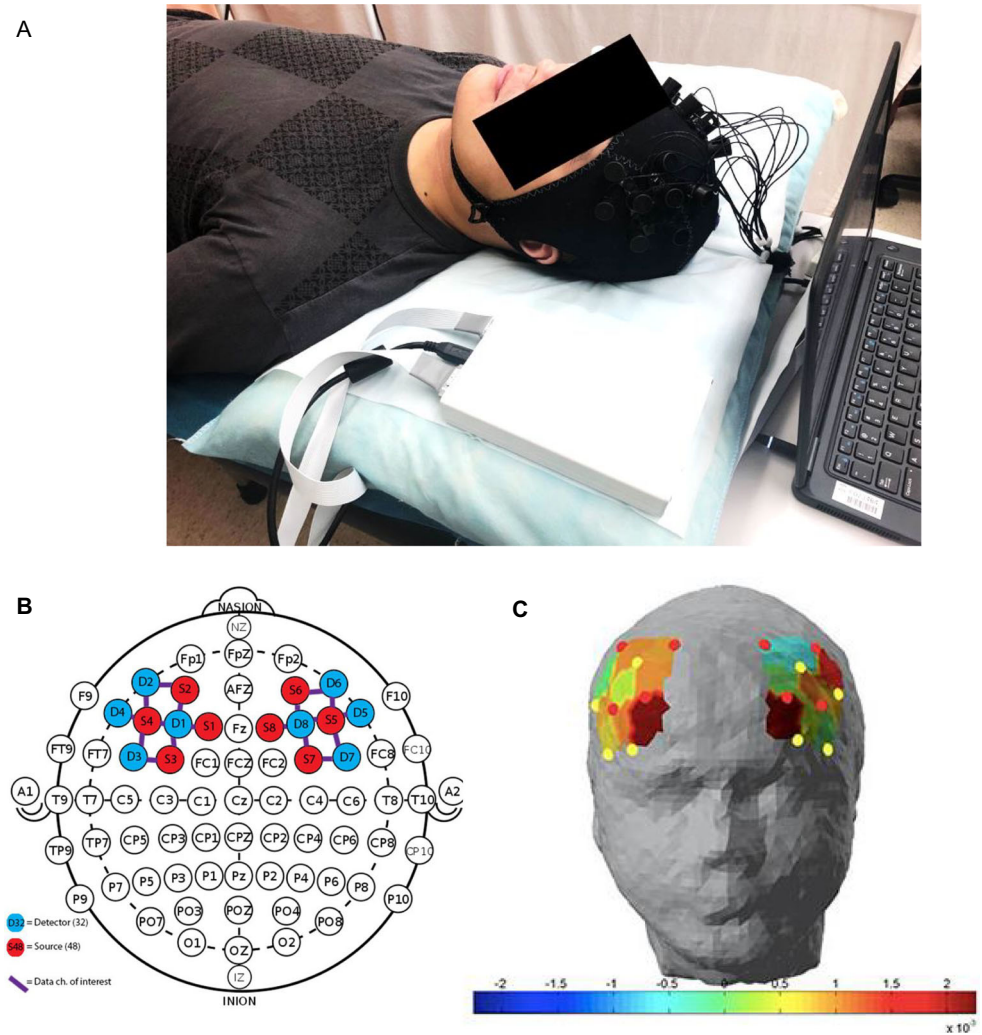 A
B
NASION
NZ
Fp1 FpZ Fp2
D2 S2 AFZ S6 D6
F9 D4 S4 D1 S1 Fz S8 D8 S5 D5 F10
FT9 FT7 D3 S3 FC1 FCZ FC2 S7 D7 FC8 FC10
A1 T9 T7 C5 C3 C1 Cz C2 C4 C6 T8 T10 A2
TP9 TP7 CP5 CP3 CP1 CPZ CP2 CP4 CP6 CP8 CP10
P9 P7 P5 P3 P1 Pz P2 P4 P6 P8 P10
PO7 PO3 POZ PO4 PO8
O1 OZ O2
IZ
INION
D32 = Detector (32)
S48 = Source (48)
= Data ch. of interest
C
-2 -1.5 -1 -0.5 0 0.5 1 1.5 2
x 10⁻³